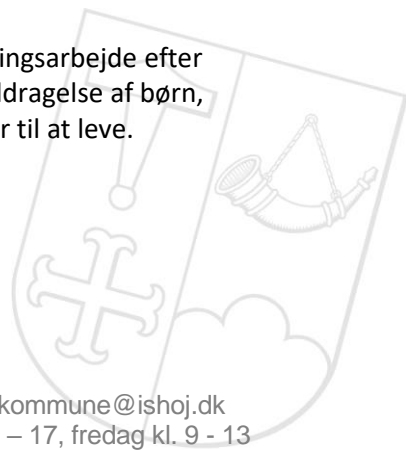 ingsarbejde efter
ldragelse af børn,
r til at leve.
kommune@ishoj.dk
– 17, fredag kl. 9 - 13